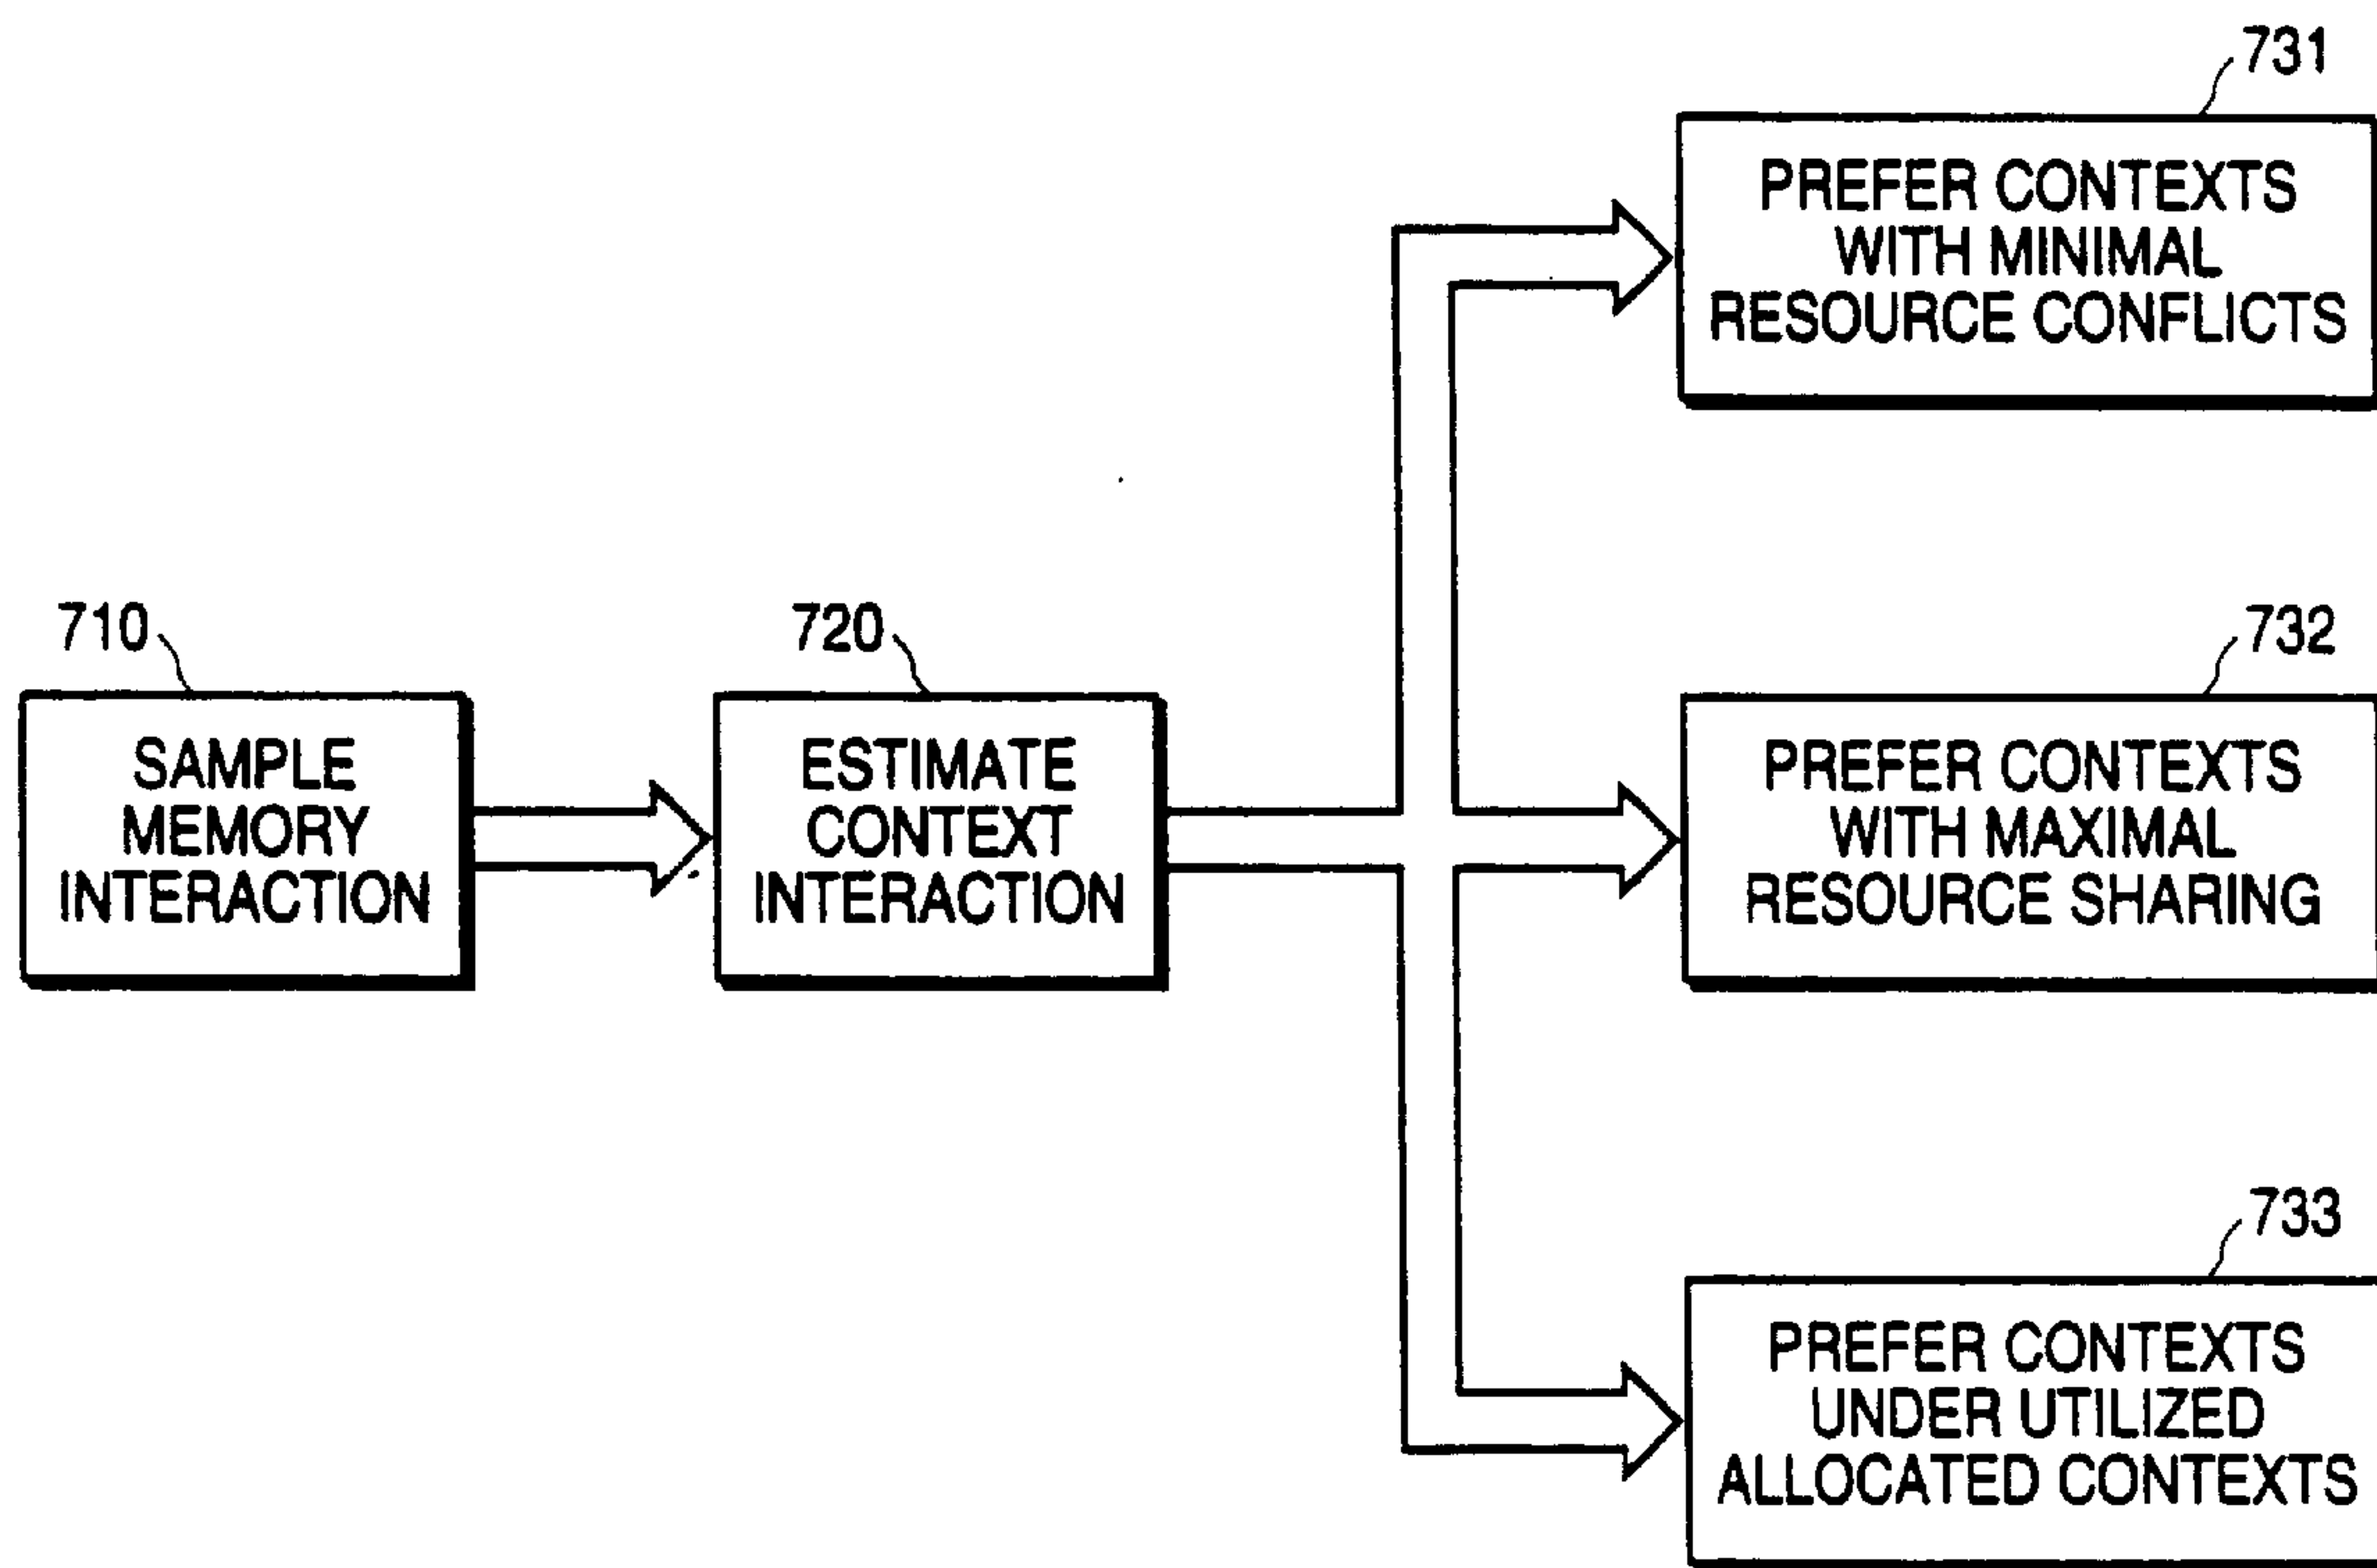 710
SAMPLE
MEMORY
INTERACTION
720
ESTIMATE
CONTEXT
INTERACTION
731
PREFER CONTEXTS
WITH MINIMAL
RESOURCE CONFLICTS
732
PREFER CONTEXTS
WITH MAXIMAL
RESOURCE SHARING
733
PREFER CONTEXTS
UNDER UTILIZED
ALLOCATED CONTEXTS